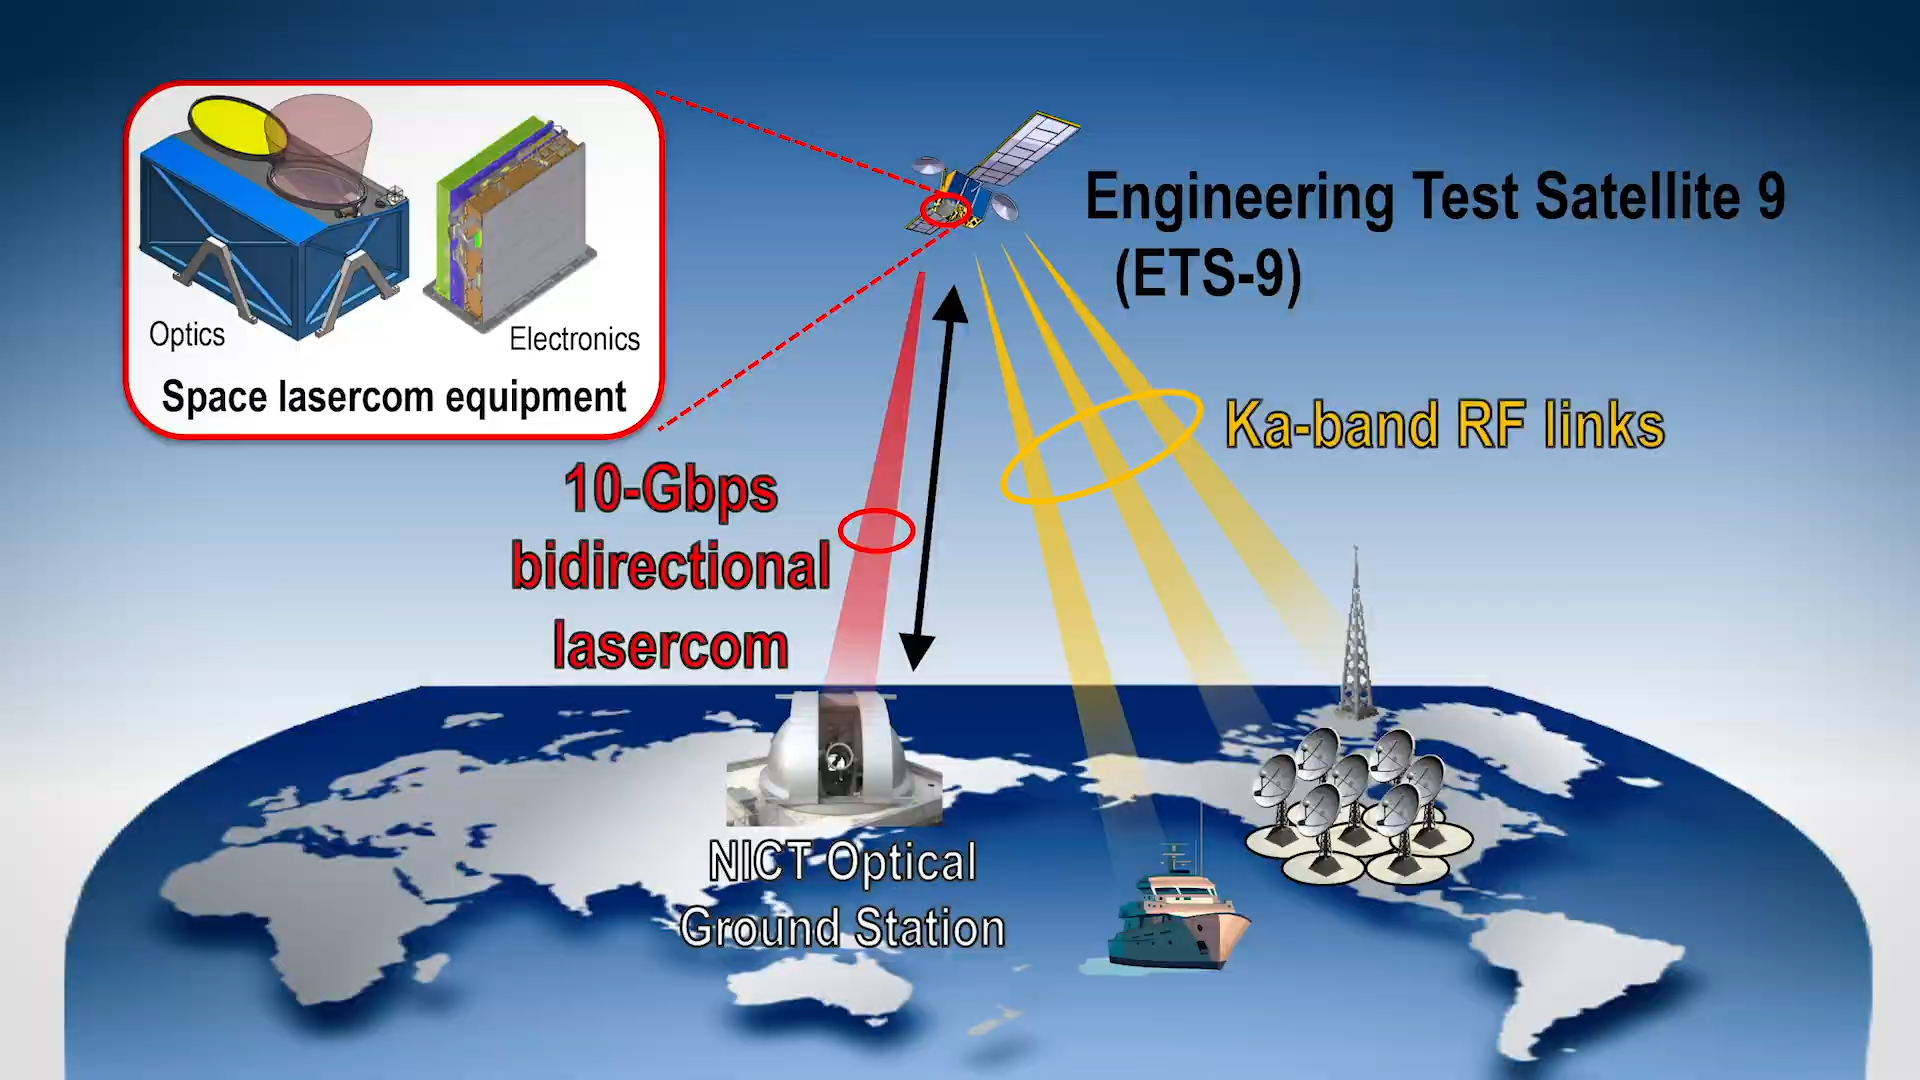 Engineering Test Satellite 9
(ETS-9)
Optics
Electronics
Space lasercom equipment
Ka-band RF links
10-Gbps
bidirectional
lasercom
NICT Optical
Ground Station